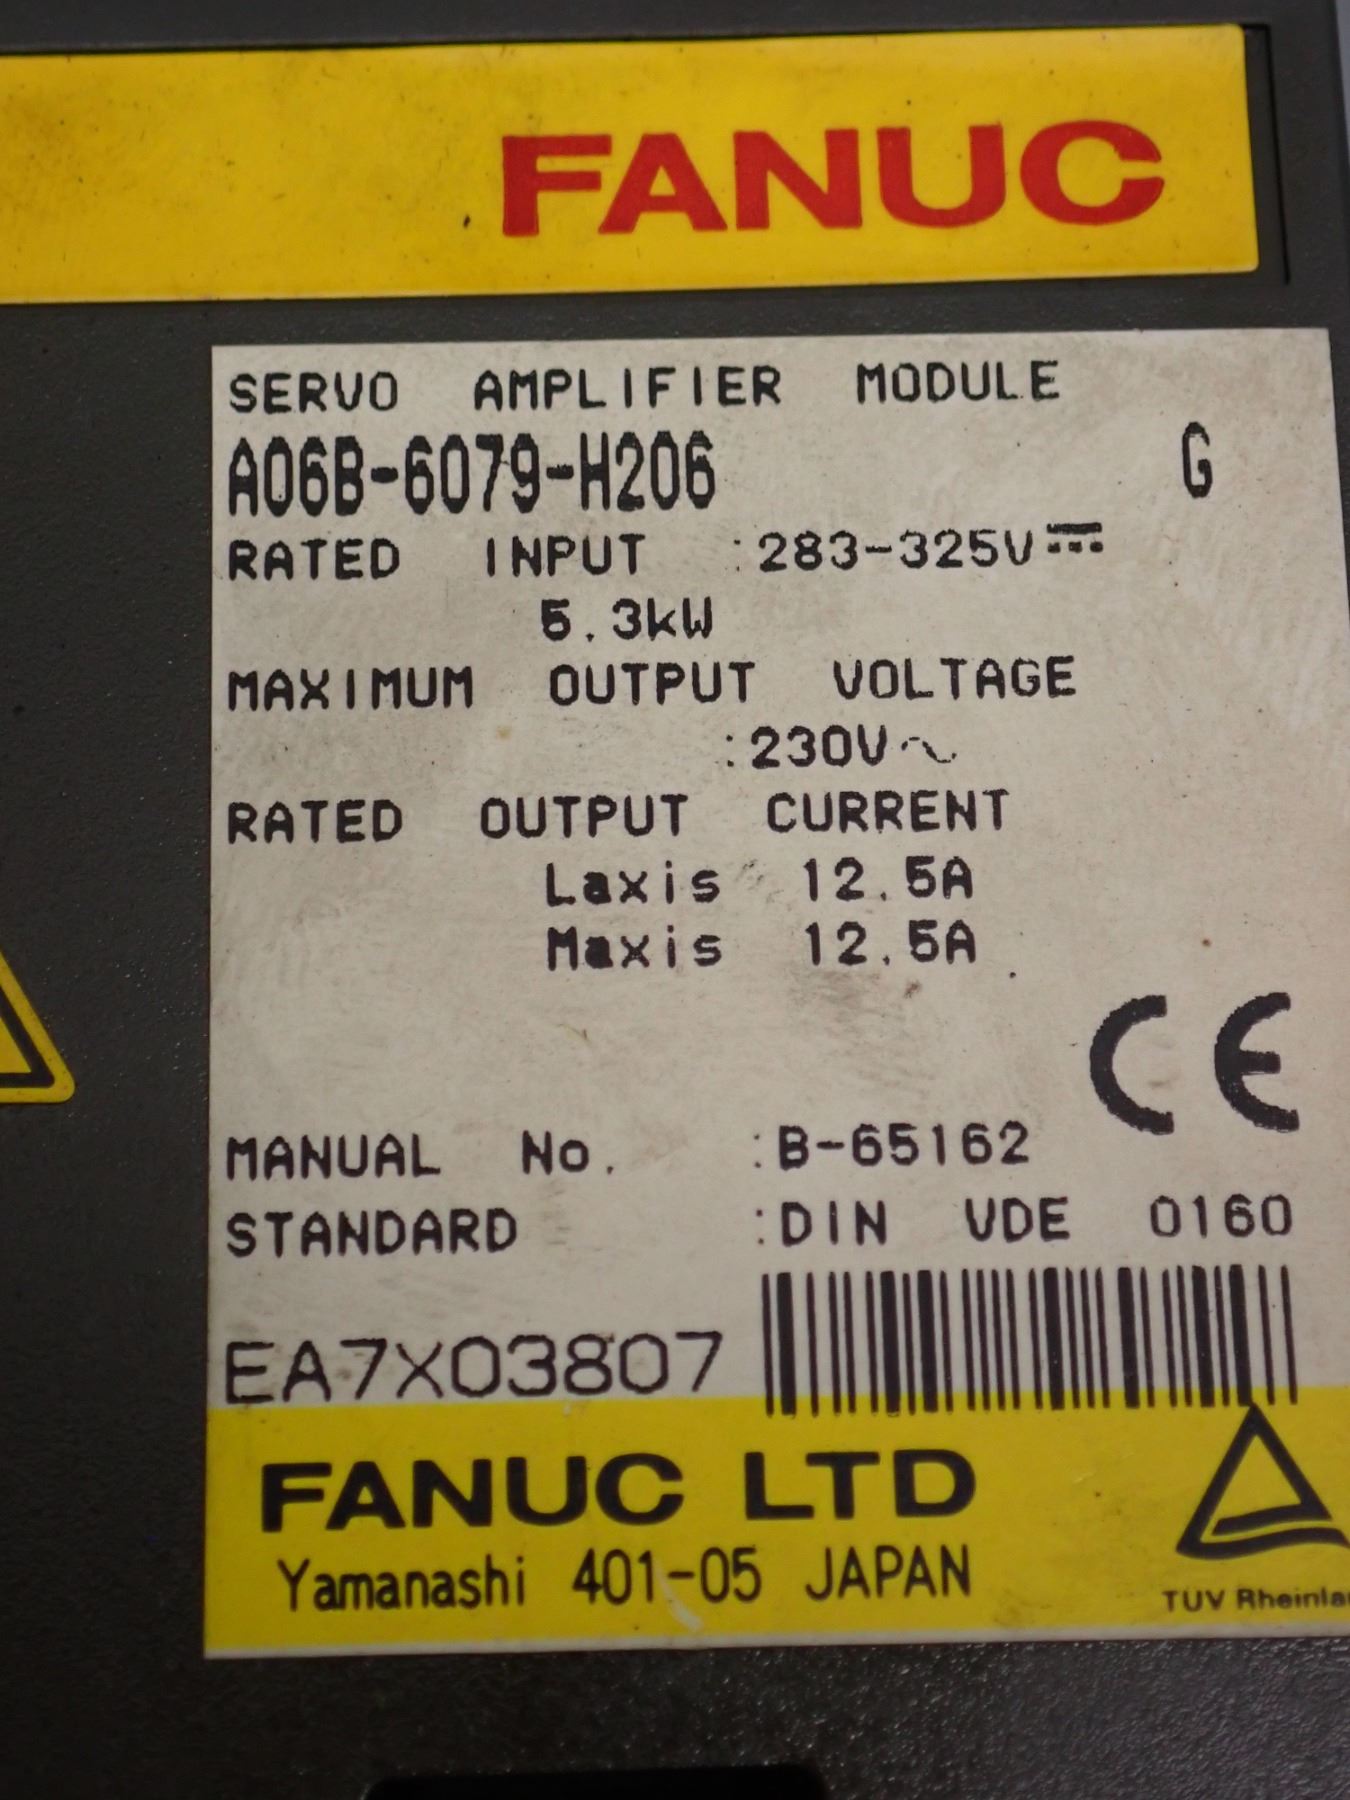 FANUC
SERVO AMPLIFIER MODULE
A06B-6079-H206 G
RATED INPUT :283-325V⎓
5.3kW
MAXIMUM OUTPUT VOLTAGE
:230V~
RATED OUTPUT CURRENT
Laxis 12.5A
Maxis 12.5A
CE
MANUAL No. :B-65162
STANDARD :DIN VDE 0160
EA7X03807
FANUC LTD
Yamanashi 401-05 JAPAN
TUV